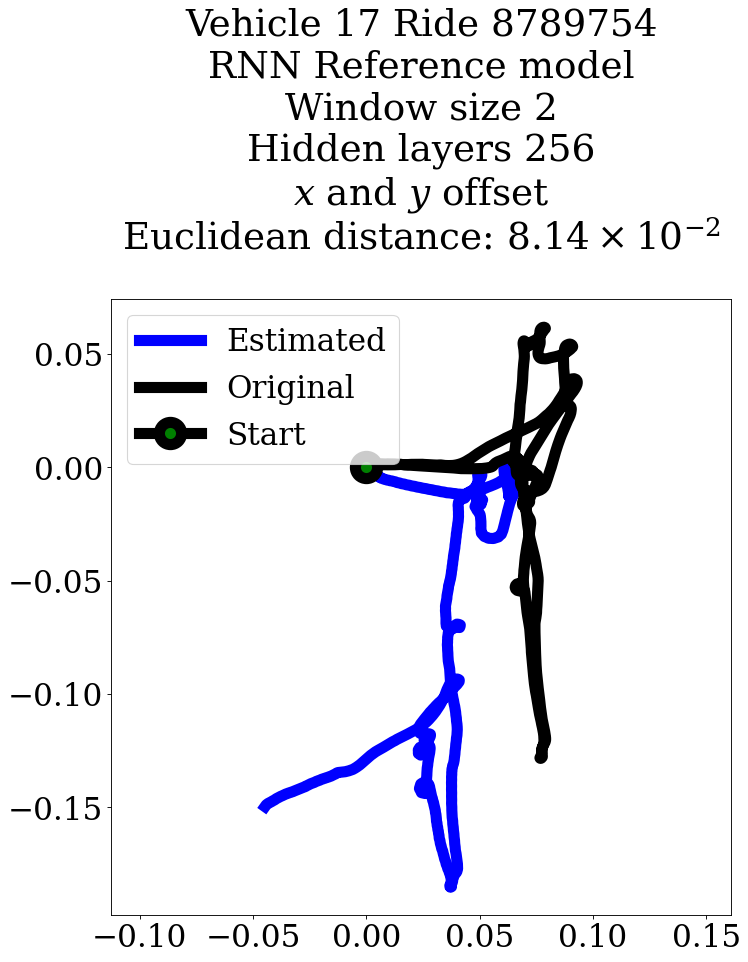 Vehicle 17 Ride 8789754
RNN Reference model
Window size 2
Hidden layers 256
x and y offset
Euclidean distance: 8.14 × 10⁻²
Estimated
Original
Start
0.05
0.00
−0.05
−0.10
−0.15
−0.10 −0.05 0.00 0.05 0.10 0.15